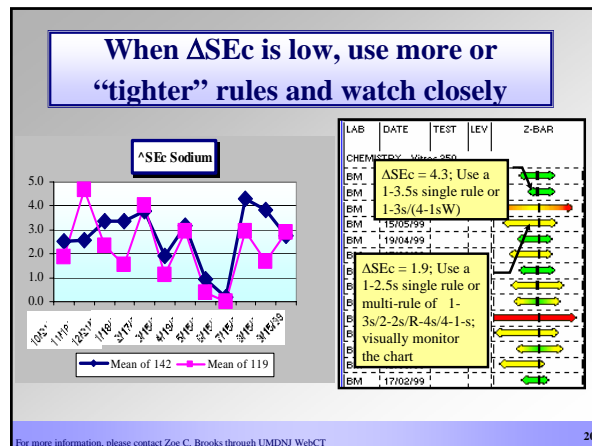 When ΔSEc is low, use more or
“tighter” rules and watch closely
^SEc Sodium
5.0
4.0
3.0
2.0
1.0
0.0
Mean of 142
Mean of 119
LAB DATE TEST LEV Z-BAR
CHEMISTRY
BM
BM
BM
BM 15/05/99
BM 19/04/99
BM 17/02/99
ΔSEc = 4.3; Use a
1-3.5s single rule or
1-3s/(4-1sW)
ΔSEc = 1.9; Use a
1-2.5s single rule or
multi-rule of 1-
3s/2-2s/R-4s/4-1-s;
visually monitor
the chart
For more information, please contact Zoe C. Brooks through UMDNJ WebCT